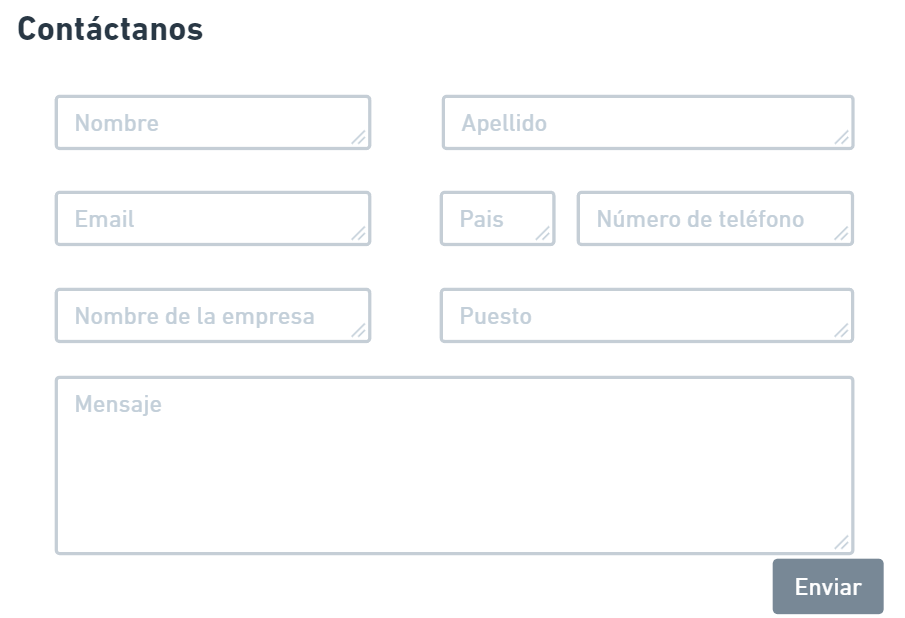 Contáctanos
Nombre
Apellido
Email
Pais
Número de teléfono
Nombre de la empresa
Puesto
Mensaje
Enviar